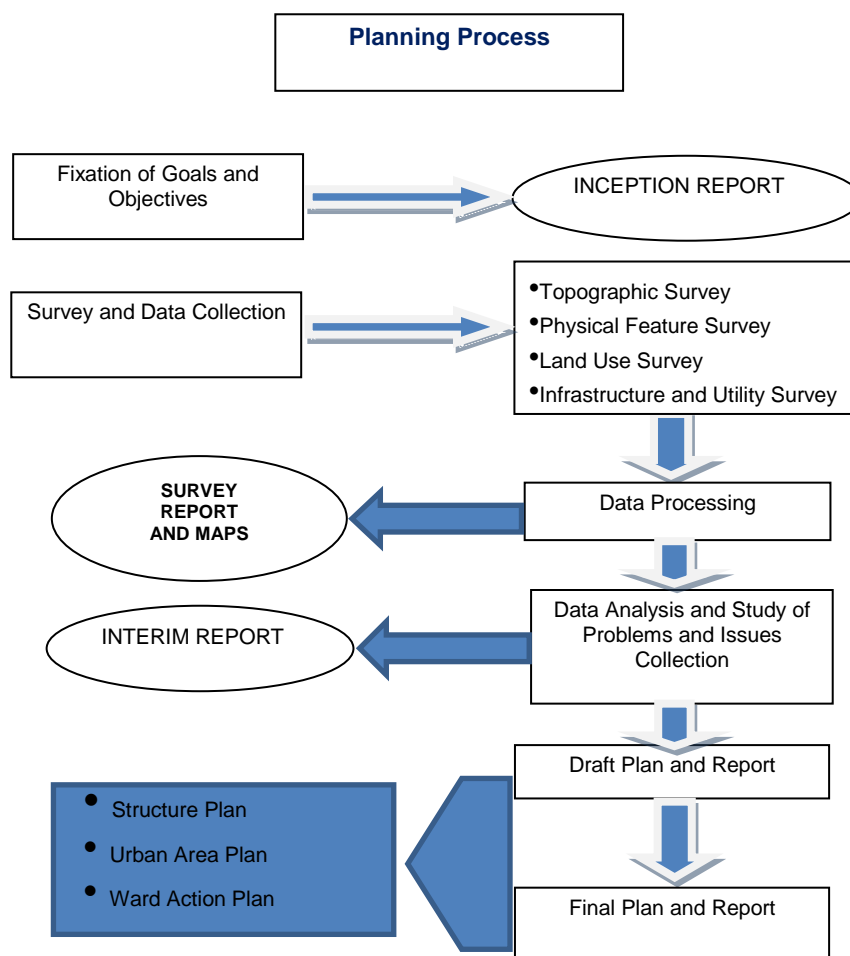 Planning Process
Fixation of Goals and
Objectives
INCEPTION REPORT
Survey and Data Collection
•Topographic Survey
•Physical Feature Survey
•Land Use Survey
•Infrastructure and Utility Survey
SURVEY
REPORT
AND MAPS
Data Processing
INTERIM REPORT
Data Analysis and Study of
Problems and Issues
Collection
Draft Plan and Report
• Structure Plan
• Urban Area Plan
• Ward Action Plan
Final Plan and Report